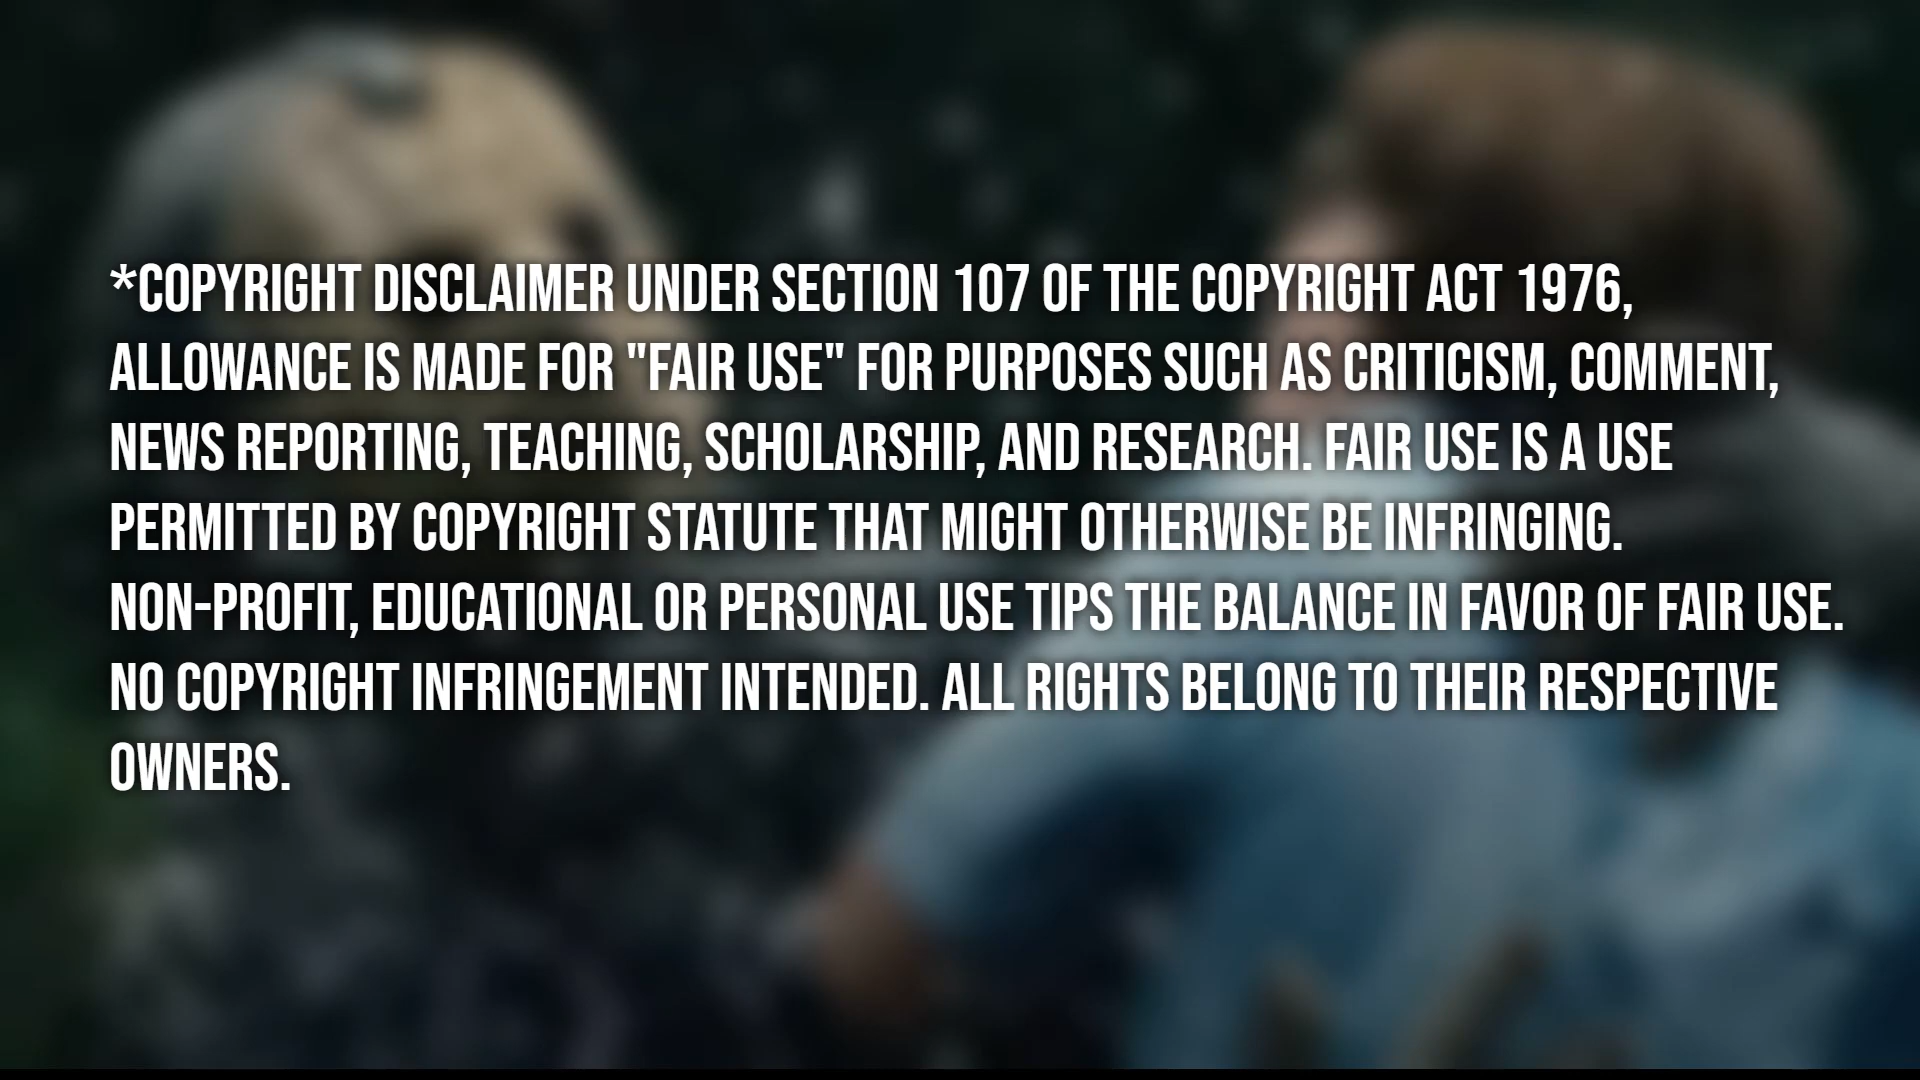 *COPYRIGHT DISCLAIMER UNDER SECTION 107 OF THE COPYRIGHT ACT 1976,
ALLOWANCE IS MADE FOR "FAIR USE" FOR PURPOSES SUCH AS CRITICISM, COMMENT,
NEWS REPORTING, TEACHING, SCHOLARSHIP, AND RESEARCH. FAIR USE IS A USE
PERMITTED BY COPYRIGHT STATUTE THAT MIGHT OTHERWISE BE INFRINGING.
NON-PROFIT, EDUCATIONAL OR PERSONAL USE TIPS THE BALANCE IN FAVOR OF FAIR USE.
NO COPYRIGHT INFRINGEMENT INTENDED. ALL RIGHTS BELONG TO THEIR RESPECTIVE
OWNERS.